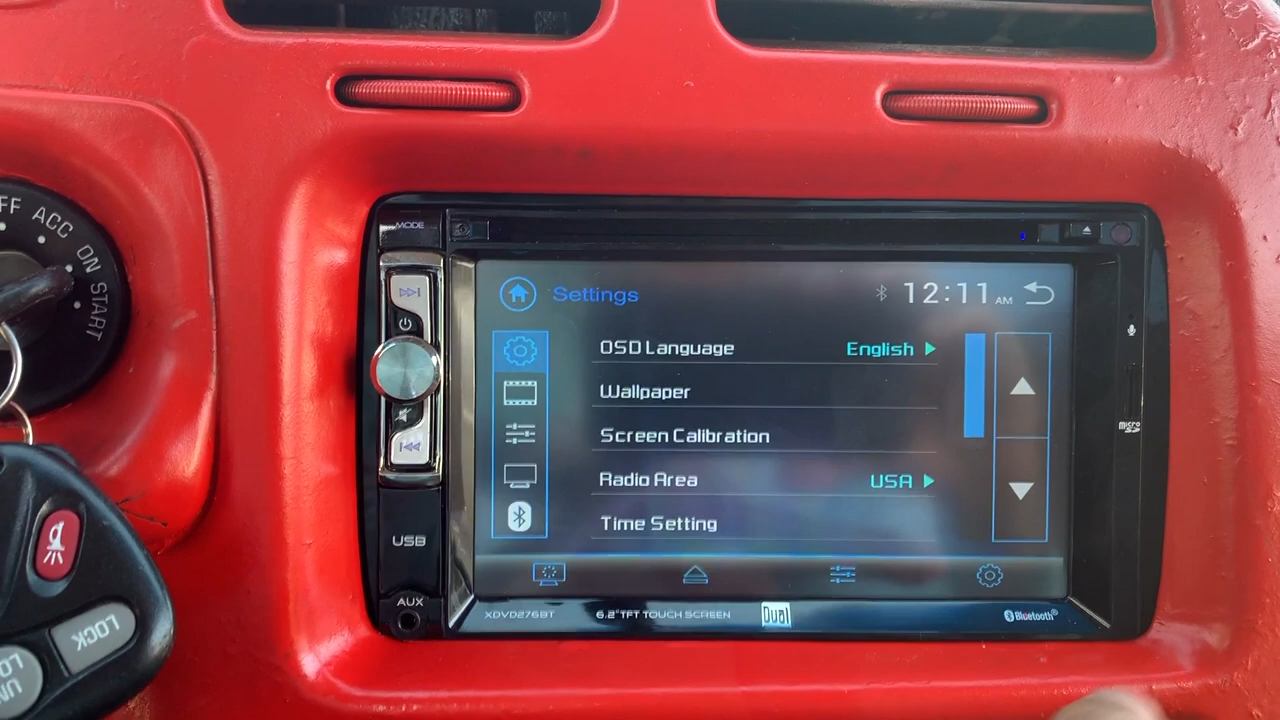 OFF ACC ON START
MODE
Settings
12:11 AM
OSD Language English
Wallpaper
Screen Calibration
Radio Area USA
Time Setting
USB
AUX
XDVD276BT
6.2" TFT TOUCH SCREEN
Dual
Bluetooth®
micro SD
LOCK
UNLO